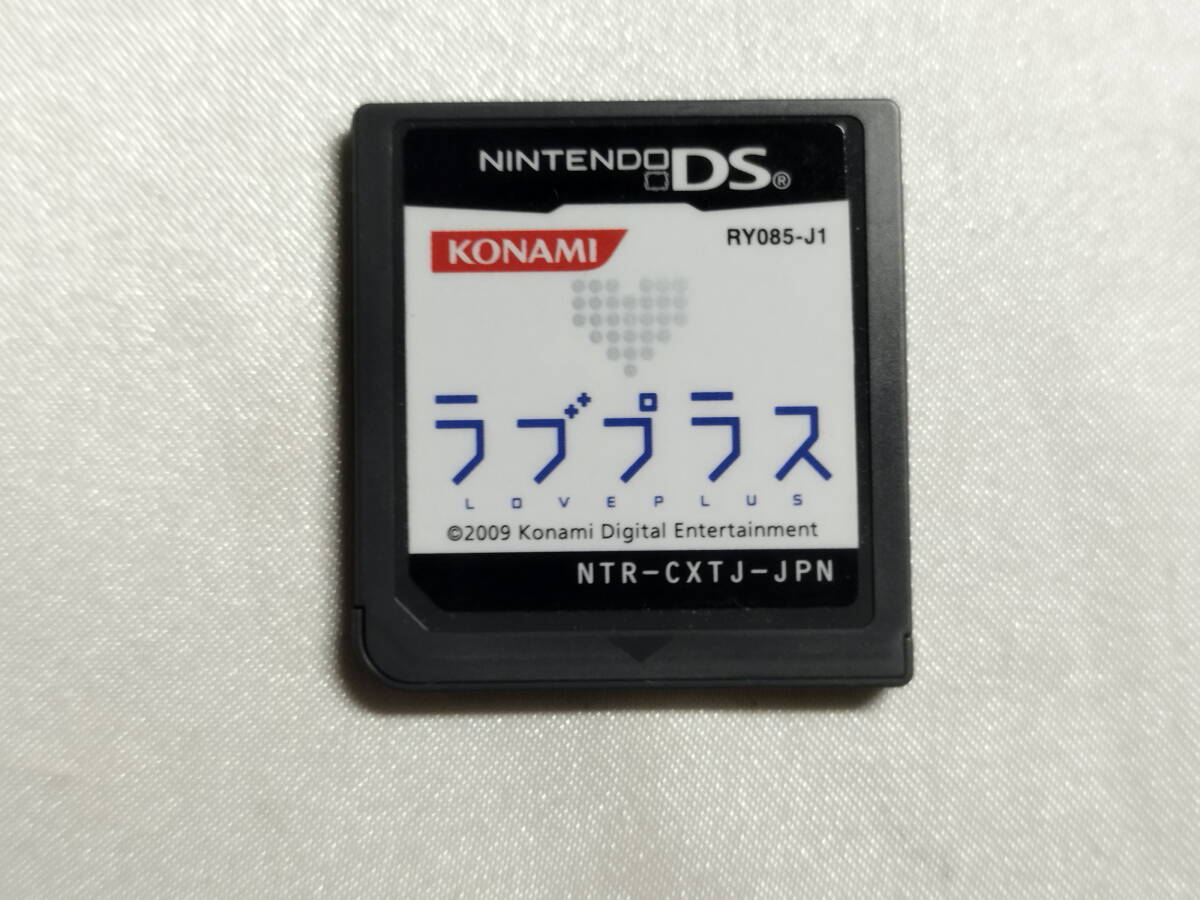 NINTENDO DS®
KONAMI
RY085-J1
ラブプラス
LOVEPLUS
©2009 Konami Digital Entertainment
NTR-CXTJ-JPN